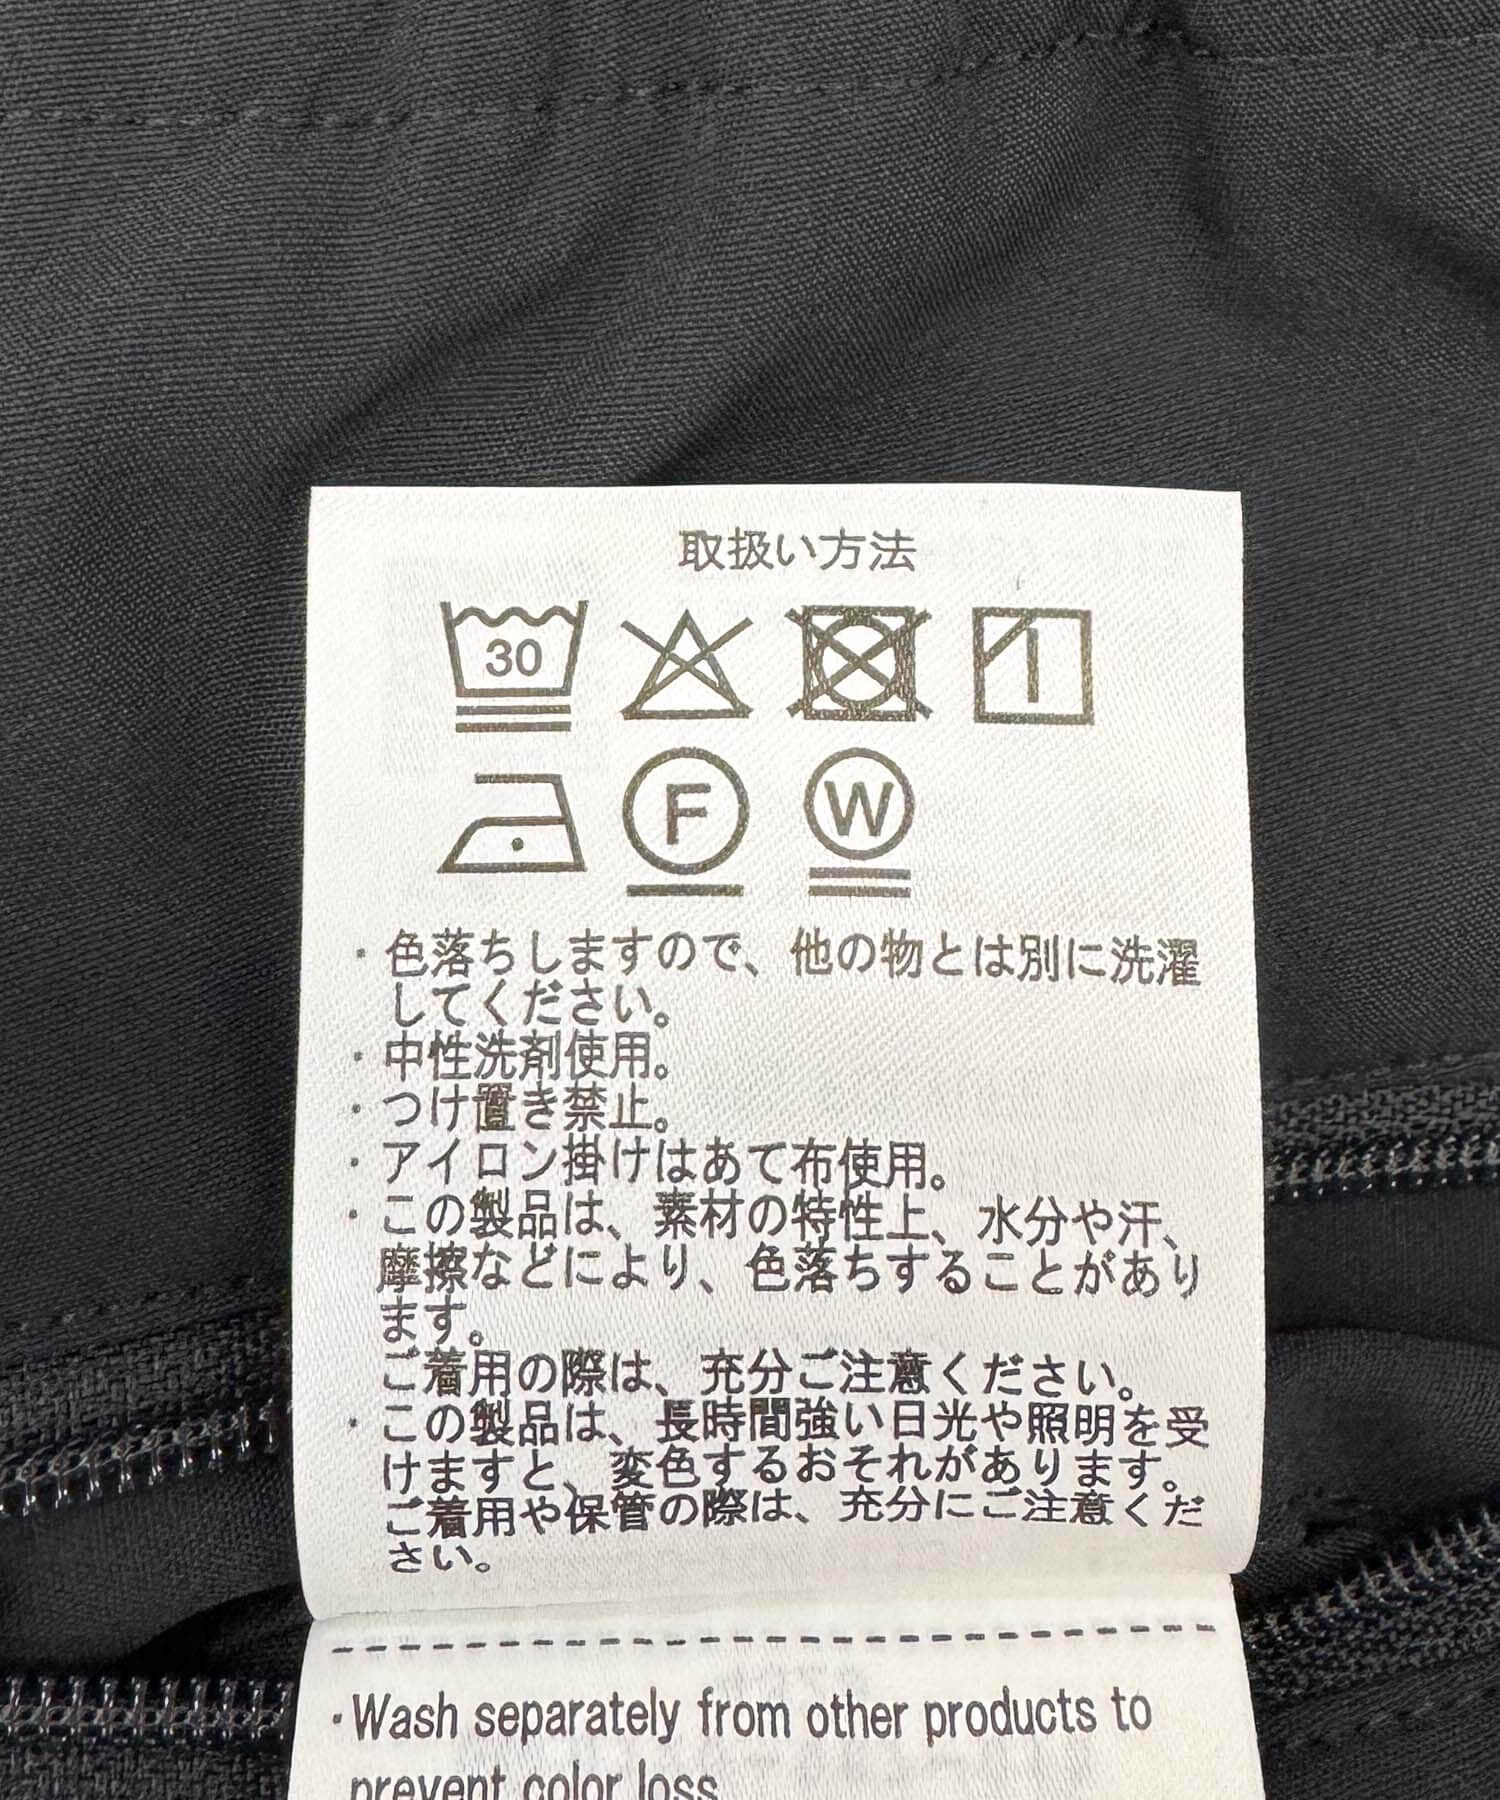 取扱い方法
30
F W
・色落ちしますので、他の物とは別に洗濯
してください。
・中性洗剤使用。
・つけ置き禁止。
・アイロン掛けはあて布使用。
・この製品は、素材の特性上、水分や汗、
摩擦などにより、色落ちすることがあり
ます。
ご着用の際は、充分ご注意ください。
・この製品は、長時間強い日光や照明を受
けますと、変色するおそれがあります。
ご着用や保管の際は、充分にご注意くだ
さい。
・Wash separately from other products to
prevent color loss